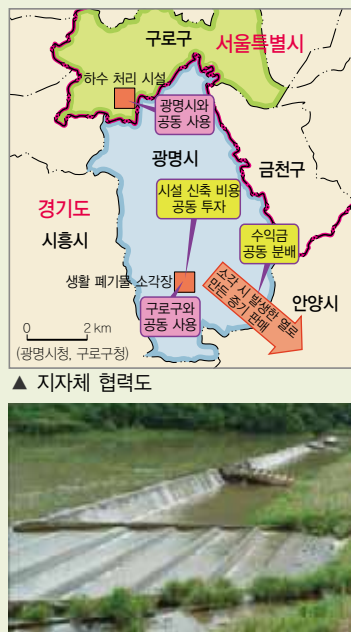 구로구
서울특별시
하수 처리 시설
광명시와
공동 사용
광명시
금천구
시설 신축 비용
공동 투자
경기도
시흥시
수익금
공동 분배
생활 폐기물 소각장
소각 시 발생한 열로
만든 증기 판매
안양시
구로구와
공동 사용
0 2 km
(광명시청, 구로구청)
▲ 지자체 협력도